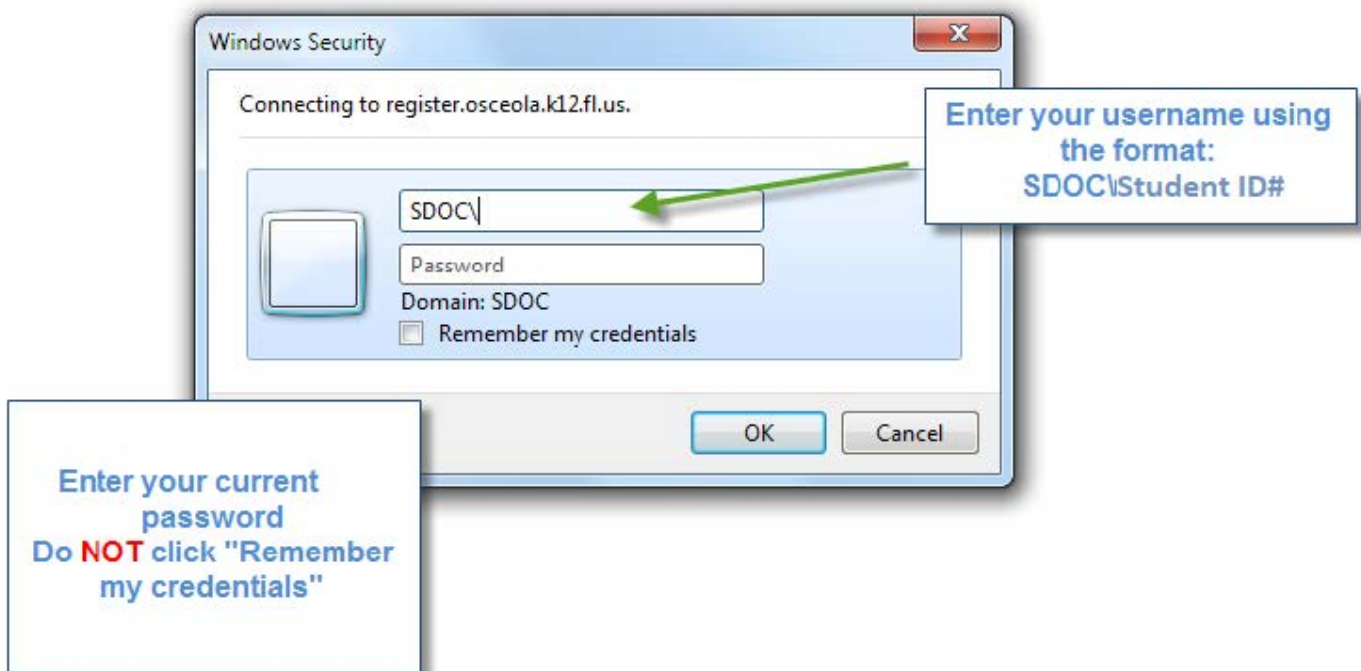 Windows Security
Connecting to register.osceola.k12.fl.us.
Enter your username using
the format:
SDOC\Student ID#
SDOC\
Password
Domain: SDOC
Remember my credentials
OK
Cancel
Enter your current
password
Do NOT click "Remember
my credentials"